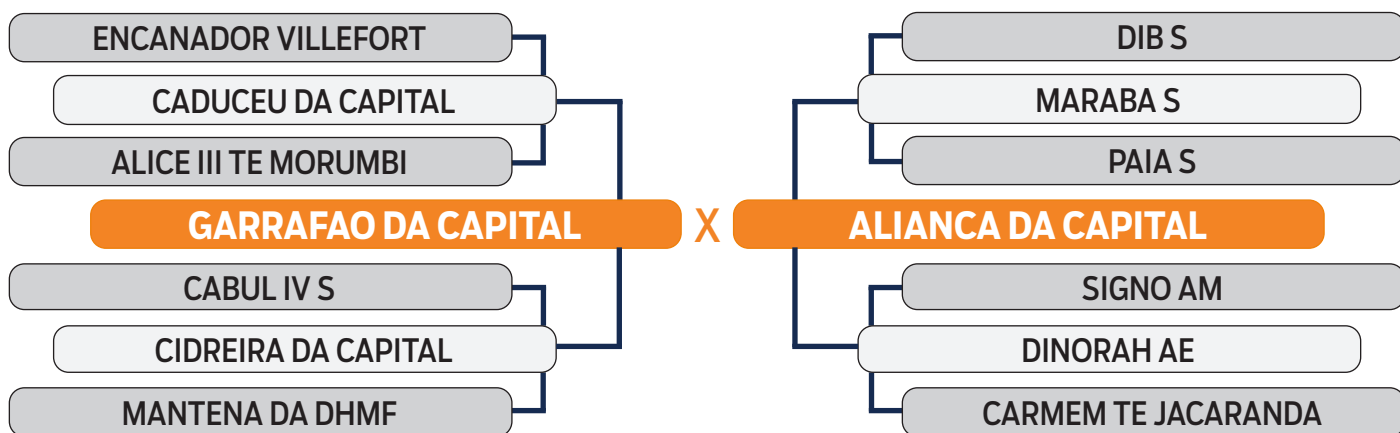 ENCANADOR VILLEFORT
CADUCEU DA CAPITAL
ALICE III TE MORUMBI
GARRAFAO DA CAPITAL
CABUL IV S
CIDREIRA DA CAPITAL
MANTENA DA DHMF
X
DIB S
MARABA S
PAIA S
ALIANCA DA CAPITAL
SIGNO AM
DINORAH AE
CARMEM TE JACARANDA